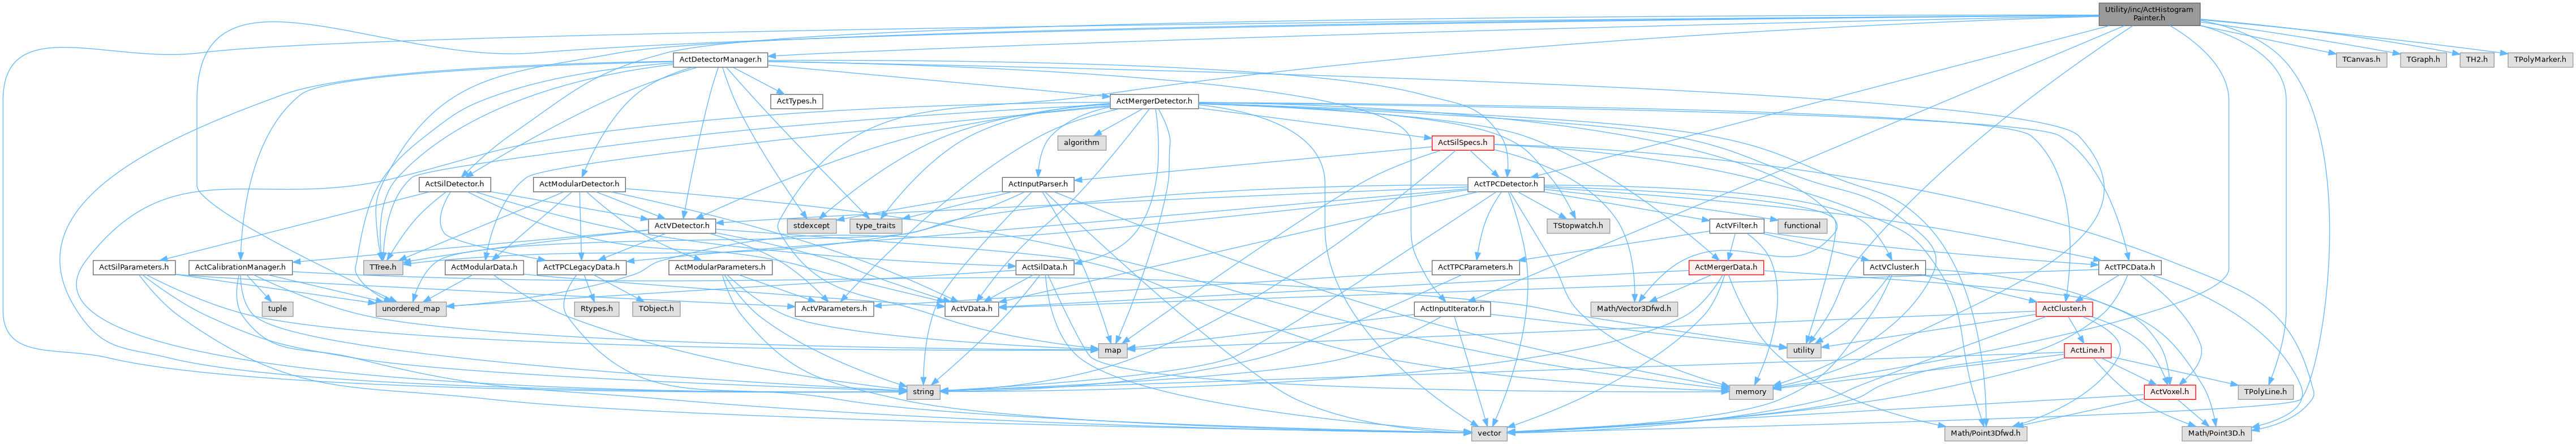 Utility/inc/ActHistogram
Painter.h
ActDetectorManager.h
TCanvas.h
TGraph.h
TH2.h
TPolyMarker.h
ActTypes.h
ActMergerDetector.h
algorithm
ActSilSpecs.h
ActSilDetector.h
ActModularDetector.h
ActInputParser.h
ActTPCDetector.h
ActVDetector.h
stdexcept
type_traits
TStopwatch.h
ActVFilter.h
functional
ActSilParameters.h
ActCalibrationManager.h
TTree.h
ActModularData.h
ActTPCLegacyData.h
ActModularParameters.h
ActSilData.h
ActTPCParameters.h
ActMergerData.h
ActVCluster.h
ActTPCData.h
tuple
unordered_map
Rtypes.h
TObject.h
ActVParameters.h
ActVData.h
ActInputIterator.h
Math/Vector3Dfwd.h
ActCluster.h
map
utility
ActLine.h
string
memory
ActVoxel.h
TPolyLine.h
vector
Math/Point3Dfwd.h
Math/Point3D.h